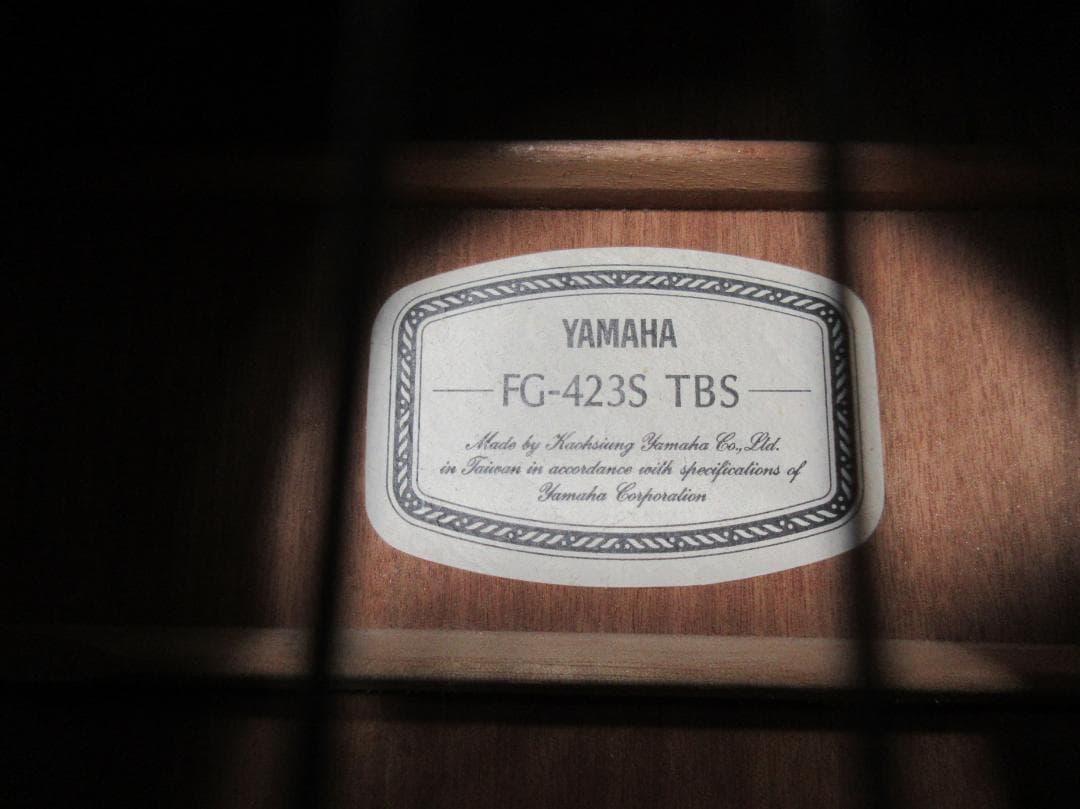 YAMAHA
FG-423S TBS
Made by Kaohsiung Yamaha Co., Ltd.
in Taiwan in accordance with specifications of
Yamaha Corporation